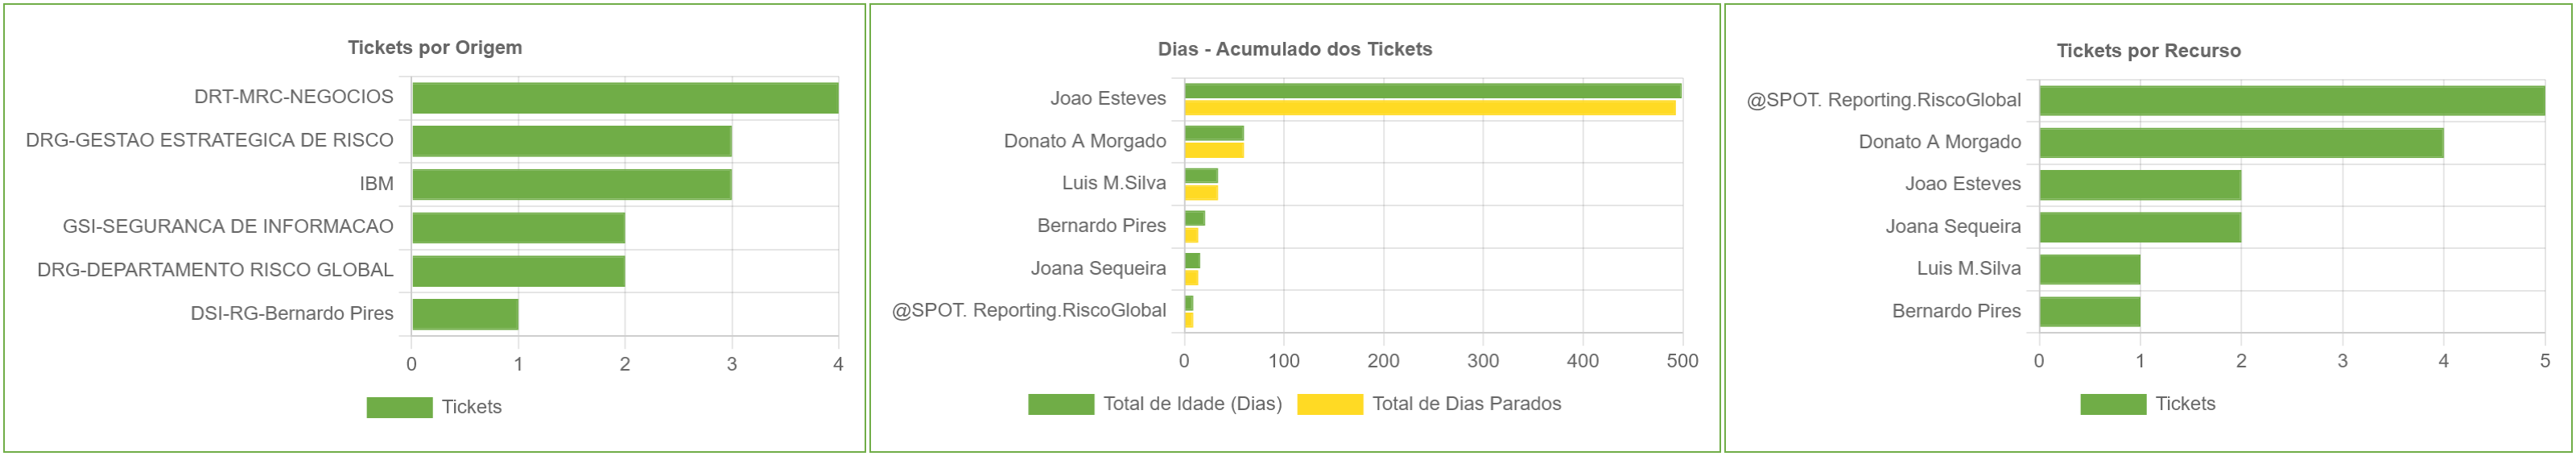 Tickets por Origem
DRT-MRC-NEGOCIOS
DRG-GESTAO ESTRATEGICA DE RISCO
IBM
GSI-SEGURANCA DE INFORMACAO
DRG-DEPARTAMENTO RISCO GLOBAL
DSI-RG-Bernardo Pires
0 1 2 3 4
Tickets
Dias - Acumulado dos Tickets
Joao Esteves
Donato A Morgado
Luis M.Silva
Bernardo Pires
Joana Sequeira
@SPOT. Reporting.RiscoGlobal
0 100 200 300 400 500
Total de Idade (Dias) Total de Dias Parados
Tickets por Recurso
@SPOT. Reporting.RiscoGlobal
Donato A Morgado
Joao Esteves
Joana Sequeira
Luis M.Silva
Bernardo Pires
0 1 2 3 4 5
Tickets